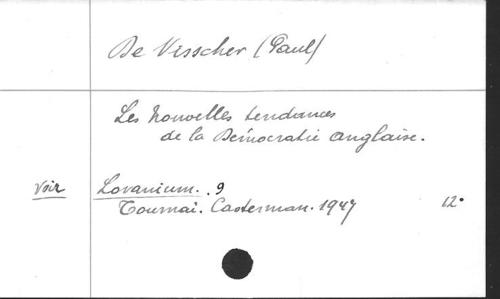 De Visscher (Paul)
Les Nouvelles tendances
de la Démocratie anglaise.
Voir Lovanium. 9
Tournai. Casterman. 1947 12°